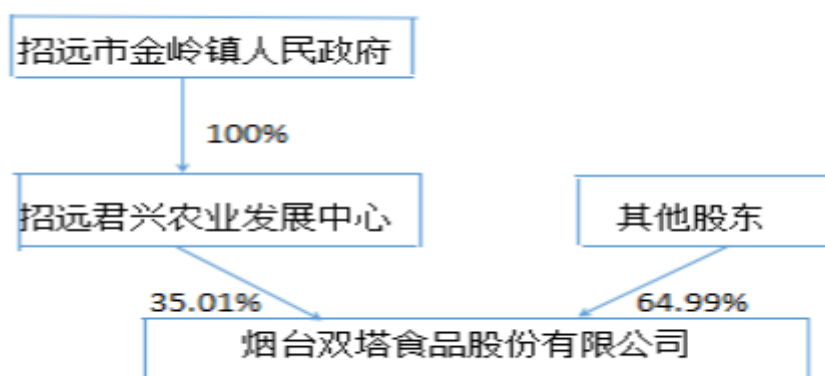 招远市金岭镇人民政府
100%
招远君兴农业发展中心
其他股东
35.01%
64.99%
烟台双塔食品股份有限公司